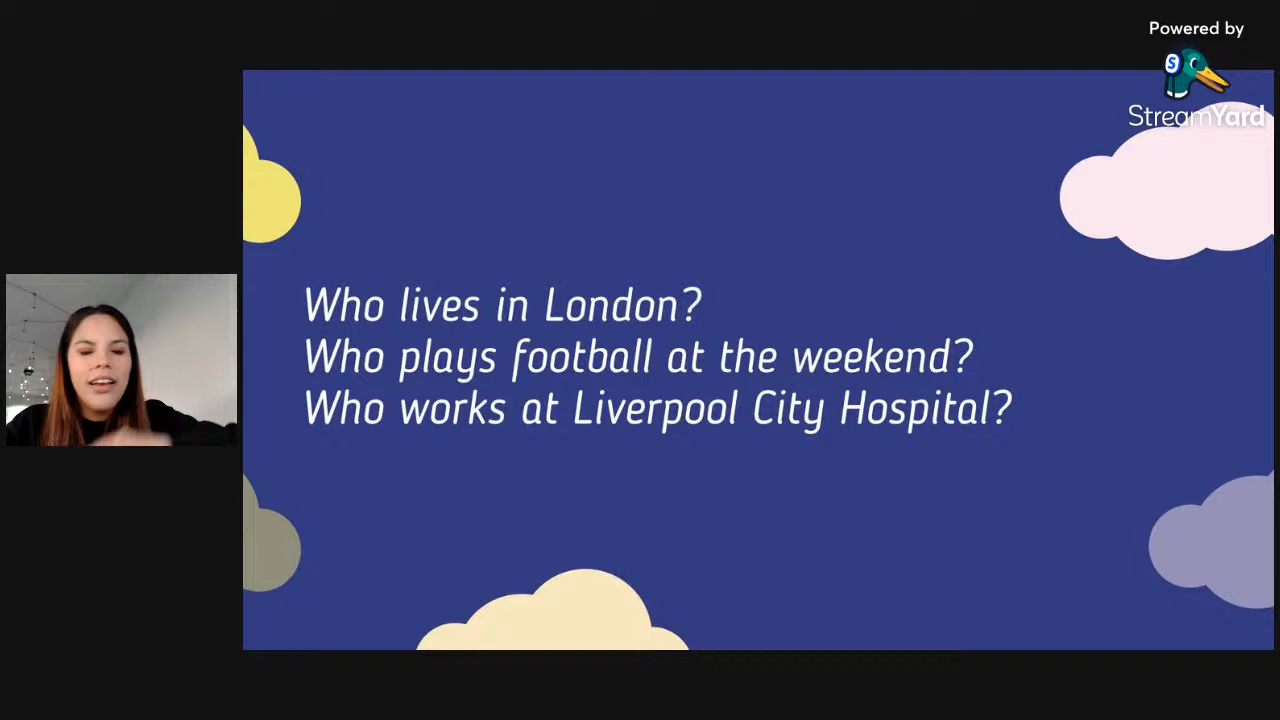 Powered by
StreamYard
Who lives in London?
Who plays football at the weekend?
Who works at Liverpool City Hospital?